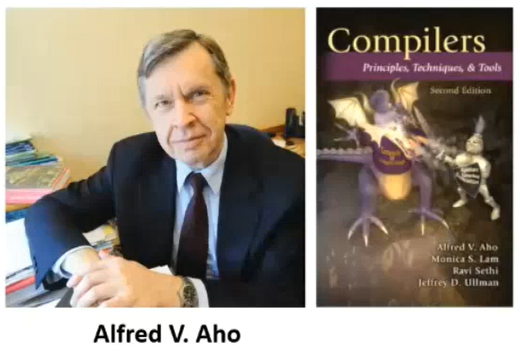 Compilers
Principles, Techniques, & Tools
Second Edition
Alfred V. Aho
Monica S. Lam
Ravi Sethi
Jeffrey D. Ullman
Alfred V. Aho